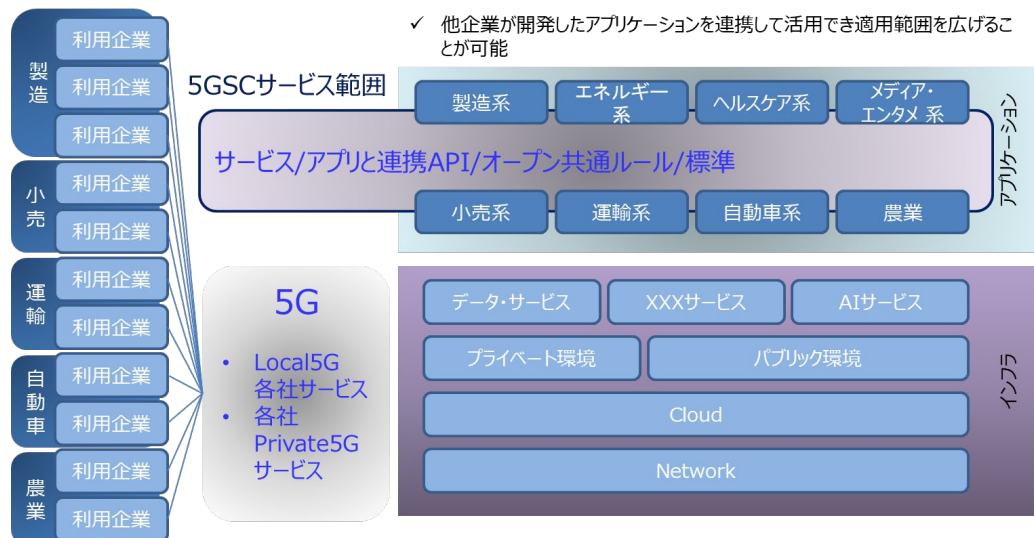 ✓ 他企業が開発したアプリケーションを連携して活用でき適用範囲を広げるこ
とが可能
製造
利用企業
利用企業
利用企業
小売
利用企業
利用企業
運輸
利用企業
利用企業
自動車
利用企業
利用企業
農業
利用企業
利用企業
5GSCサービス範囲
製造系
エネルギー
系
ヘルスケア系
メディア・
エンタメ 系
サービス/アプリと連携API/オープン共通ルール/標準
小売系
運輸系
自動車系
農業
アプリケーション
5G
• Local5G
各社サービス
• 各社
Private5G
サービス
データ・サービス
XXXサービス
AIサービス
プライベート環境
パブリック環境
Cloud
Network
インフラ